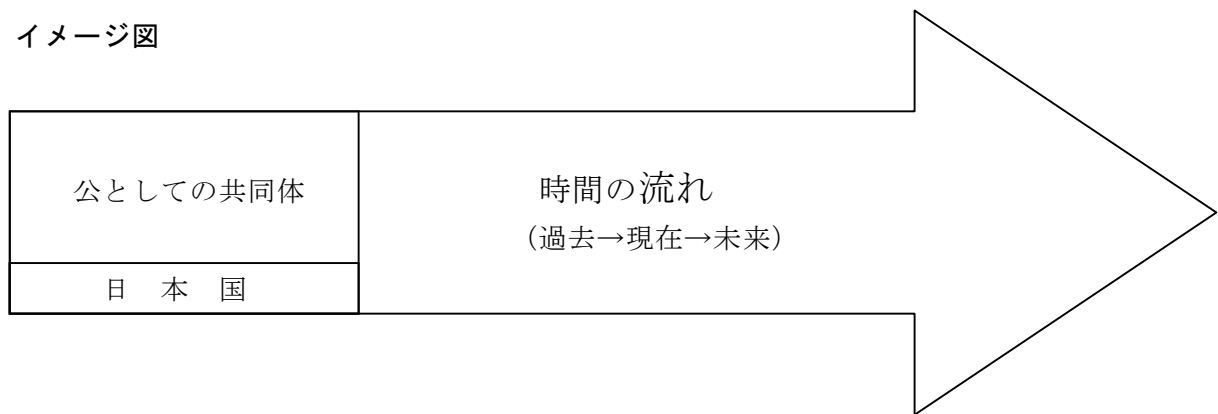 イメージ図
公としての共同体
時間の流れ
（過去→現在→未来）
日 本 国